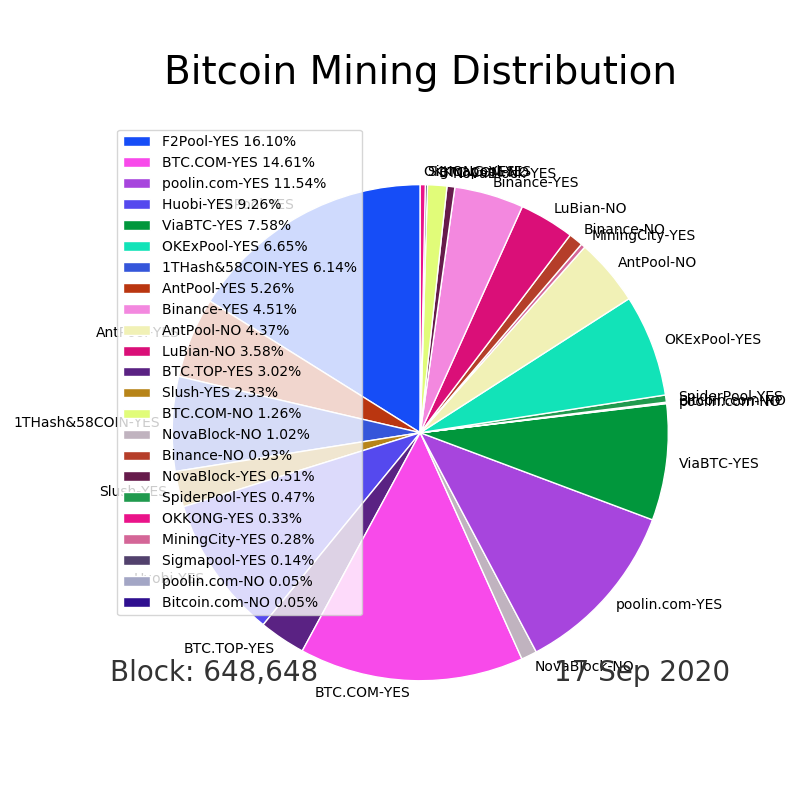 Bitcoin Mining Distribution
F2Pool-YES 16.10%
BTC.COM-YES 14.61%
poolin.com-YES 11.54%
Huobi-YES 9.26%
ViaBTC-YES 7.58%
OKExPool-YES 6.65%
1THash&58COIN-YES 6.14%
AntPool-YES 5.26%
Binance-YES 4.51%
AntPool-NO 4.37%
LuBian-NO 3.58%
BTC.TOP-YES 3.02%
Slush-YES 2.33%
BTC.COM-NO 1.26%
NovaBlock-NO 1.02%
Binance-NO 0.93%
NovaBlock-YES 0.51%
SpiderPool-YES 0.47%
OKKONG-YES 0.33%
MiningCity-YES 0.28%
Sigmapool-YES 0.14%
poolin.com-NO 0.05%
Bitcoin.com-NO 0.05%
Binance-YES
LuBian-NO
Binance-NO
MiningCity-YES
AntPool-NO
OKExPool-YES
SpiderPool-YES
poolin.com-NO
ViaBTC-YES
poolin.com-YES
NovaBlock-NO
BTC.COM-YES
BTC.TOP-YES
Huobi-YES
Slush-YES
1THash&58COIN-YES
AntPool-YES
Block: 648,648
17 Sep 2020